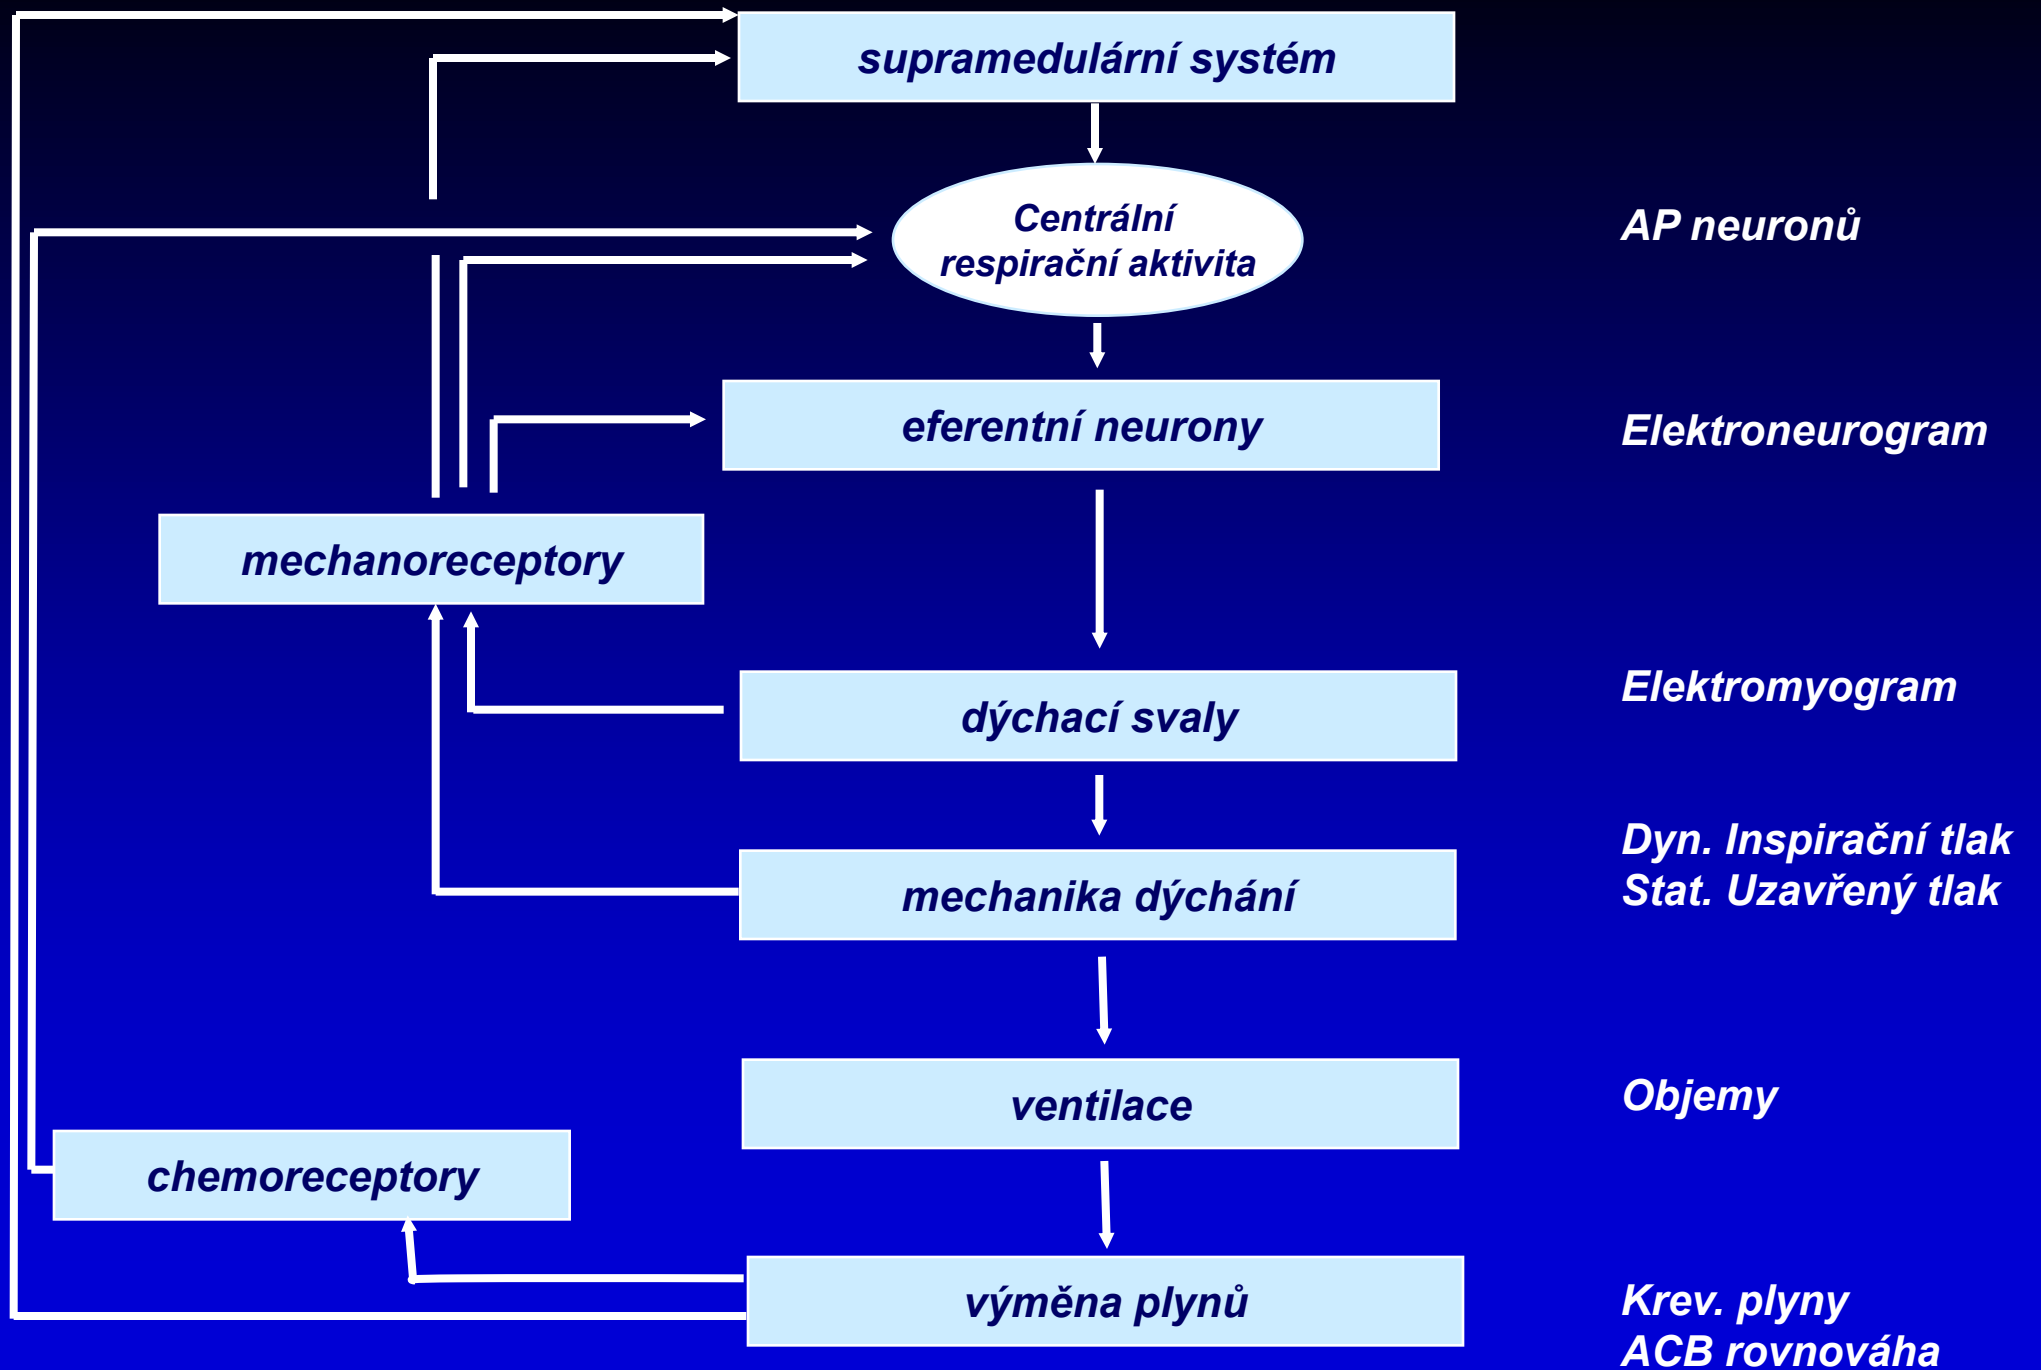 supramedulární systém
Centrální
respirační aktivita
AP neuronů
eferentní neurony
Elektroneurogram
mechanoreceptory
dýchací svaly
Elektromyogram
mechanika dýchání
Dyn. Inspirační tlak
Stat. Uzavřený tlak
ventilace
Objemy
chemoreceptory
výměna plynů
Krev. plyny
ACB rovnováha